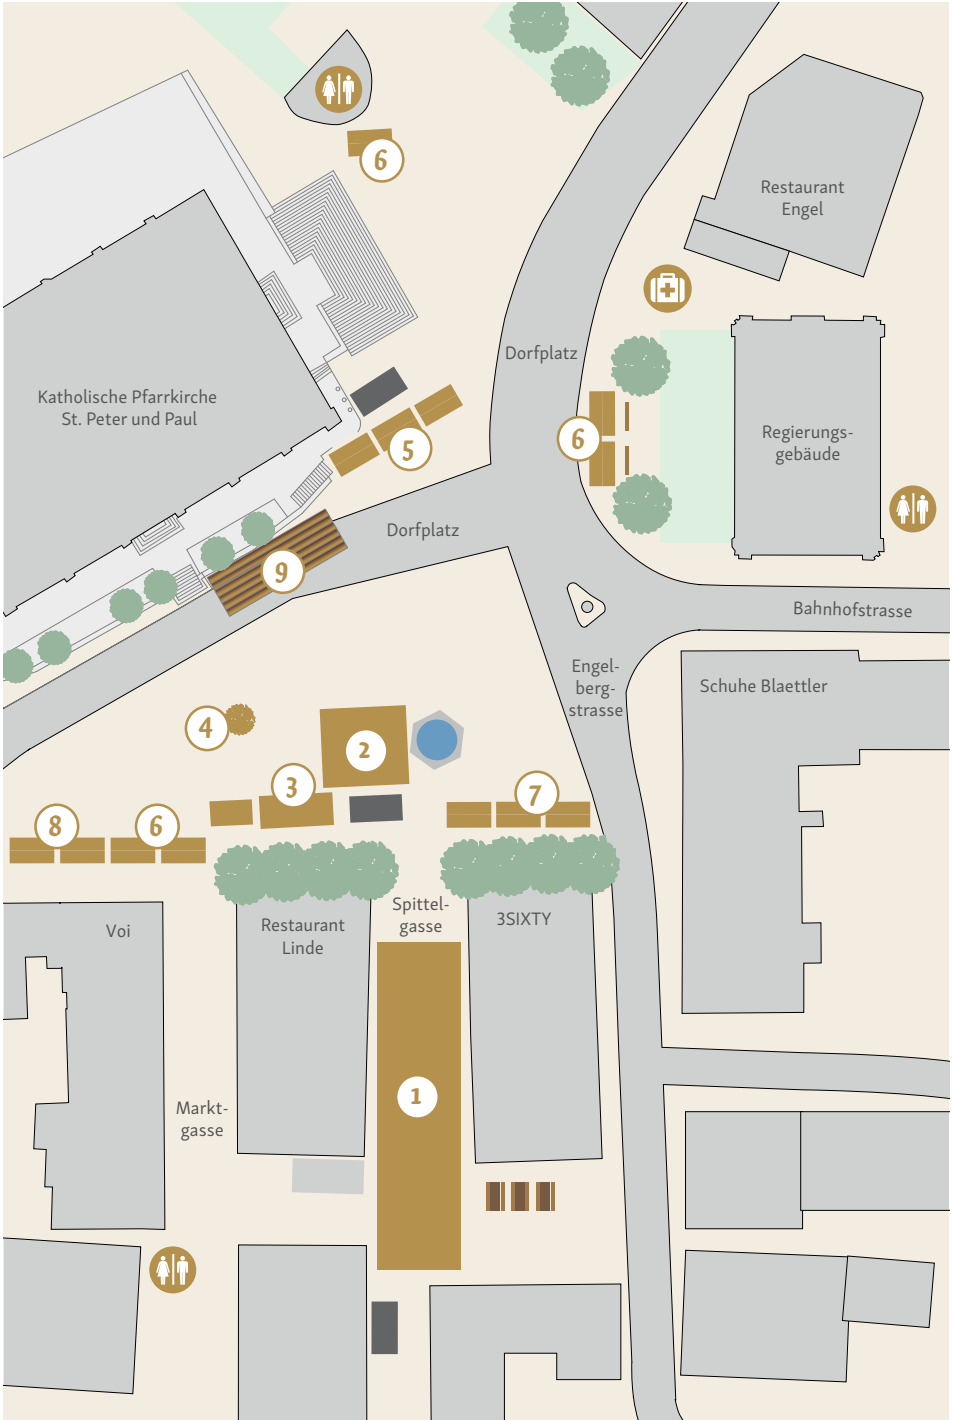 6
Restaurant
Engel
Dorfplatz
Katholische Pfarrkirche
St. Peter und Paul
5
6
Regierungs-
gebäude
Dorfplatz
9
Bahnhofstrasse
Engel-
berg-
strasse
Schuhe Blaettler
4
2
3
7
8
6
Spittel-
gasse
Voi
Restaurant
Linde
3SIXTY
1
Markt-
gasse